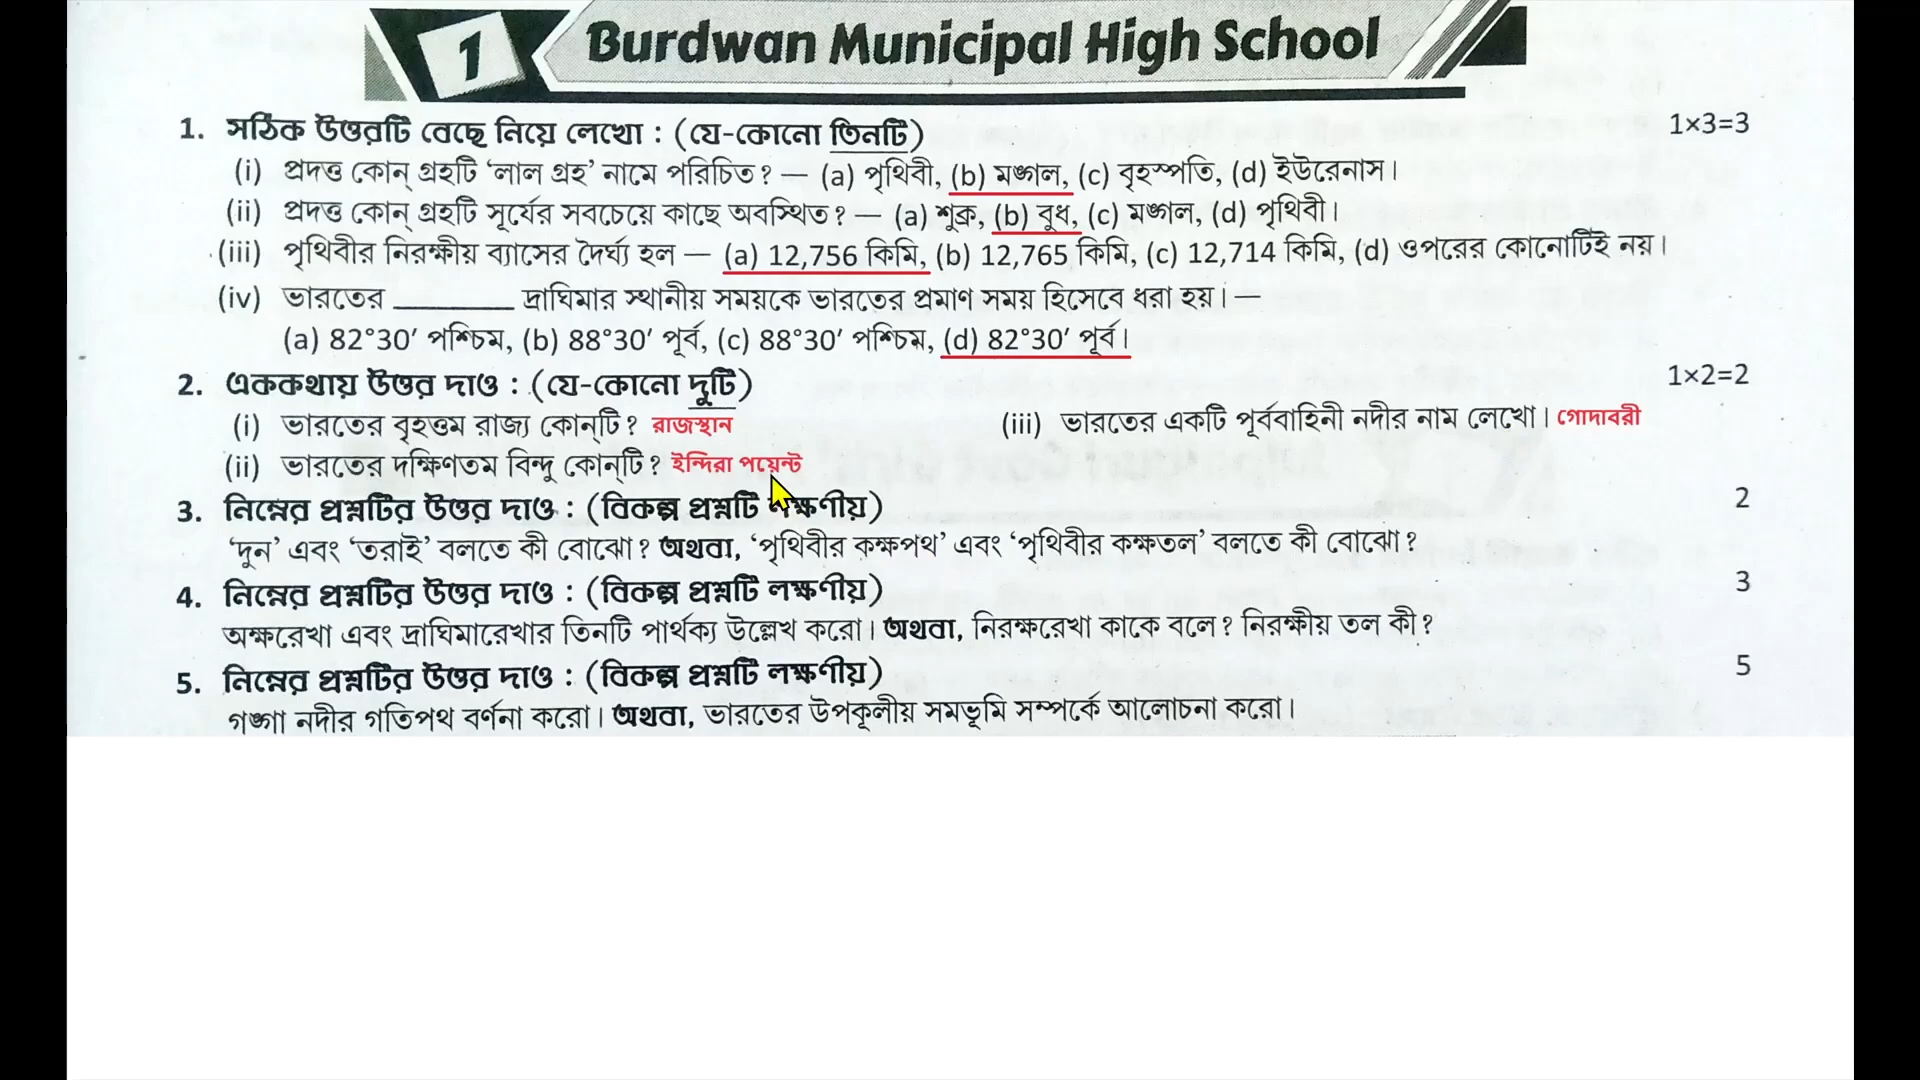 1 Burdwan Municipal High School
1. সঠিক উত্তরটি বেছে নিয়ে লেখো : (যে-কোনো তিনটি) 1×3=3
(i) প্রদত্ত কোন্ গ্রহটি ‘লাল গ্রহ’ নামে পরিচিত? — (a) পৃথিবী, (b) মঙ্গল, (c) বৃহস্পতি, (d) ইউরেনাস।
(ii) প্রদত্ত কোন্ গ্রহটি সূর্যের সবচেয়ে কাছে অবস্থিত? — (a) শুক্র, (b) বুধ, (c) মঙ্গল, (d) পৃথিবী।
(iii) পৃথিবীর নিরক্ষীয় ব্যাসের দৈর্ঘ্য হল — (a) 12,756 কিমি, (b) 12,765 কিমি, (c) 12,714 কিমি, (d) ওপরের কোনোটিই নয়।
(iv) ভারতের ________ দ্রাঘিমার স্থানীয় সময়কে ভারতের প্রমাণ সময় হিসেবে ধরা হয়। —
(a) 82°30′ পশ্চিম, (b) 88°30′ পূর্ব, (c) 88°30′ পশ্চিম, (d) 82°30′ পূর্ব।
2. এককথায় উত্তর দাও : (যে-কোনো দুটি) 1×2=2
(i) ভারতের বৃহত্তম রাজ্য কোন্‌টি? রাজস্থান (iii) ভারতের একটি পূর্ববাহিনী নদীর নাম লেখো। গোদাবরী
(ii) ভারতের দক্ষিণতম বিন্দু কোন্‌টি? ইন্দিরা পয়েন্ট
3. নিম্নের প্রশ্নটির উত্তর দাও : (বিকল্প প্রশ্নটি লক্ষণীয়) 2
‘দুন’ এবং ‘তরাই’ বলতে কী বোঝো? অথবা, ‘পৃথিবীর কক্ষপথ’ এবং ‘পৃথিবীর কক্ষতল’ বলতে কী বোঝো?
4. নিম্নের প্রশ্নটির উত্তর দাও : (বিকল্প প্রশ্নটি লক্ষণীয়) 3
অক্ষরেখা এবং দ্রাঘিমারেখার তিনটি পার্থক্য উল্লেখ করো। অথবা, নিরক্ষরেখা কাকে বলে? নিরক্ষীয় তল কী?
5. নিম্নের প্রশ্নটির উত্তর দাও : (বিকল্প প্রশ্নটি লক্ষণীয়) 5
গঙ্গা নদীর গতিপথ বর্ণনা করো। অথবা, ভারতের উপকূলীয় সমভূমি সম্পর্কে আলোচনা করো।